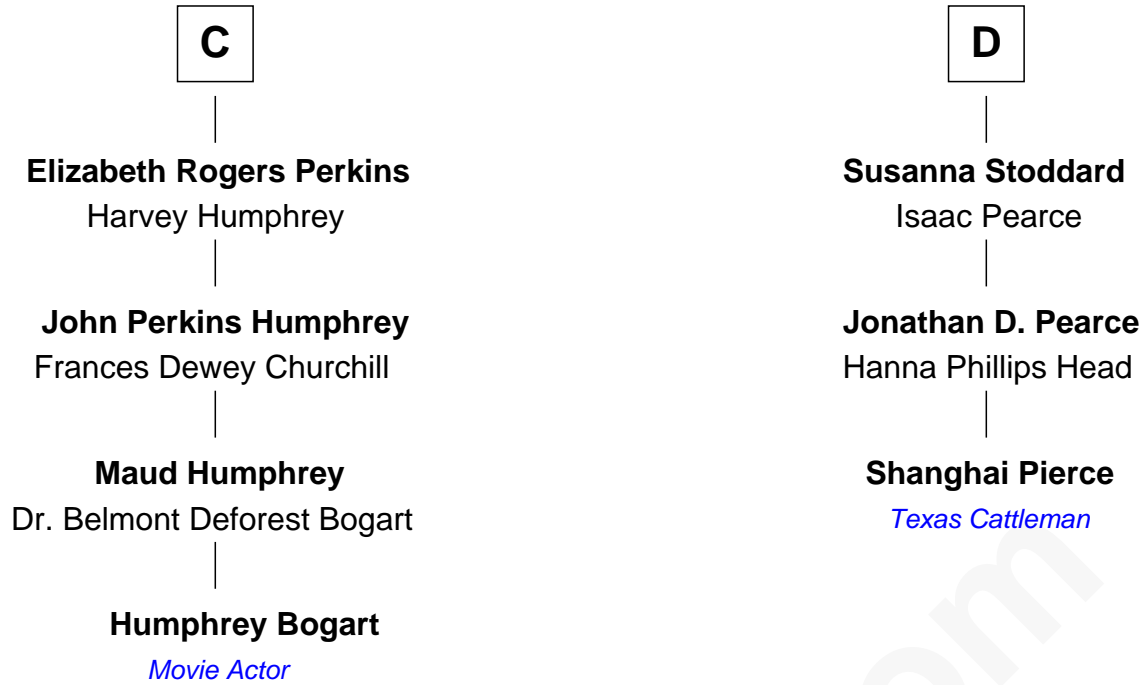 C
Elizabeth Rogers Perkins
Harvey Humphrey
John Perkins Humphrey
Frances Dewey Churchill
Maud Humphrey
Dr. Belmont Deforest Bogart
Humphrey Bogart
Movie Actor
D
Susanna Stoddard
Isaac Pearce
Jonathan D. Pearce
Hanna Phillips Head
Shanghai Pierce
Texas Cattleman
om